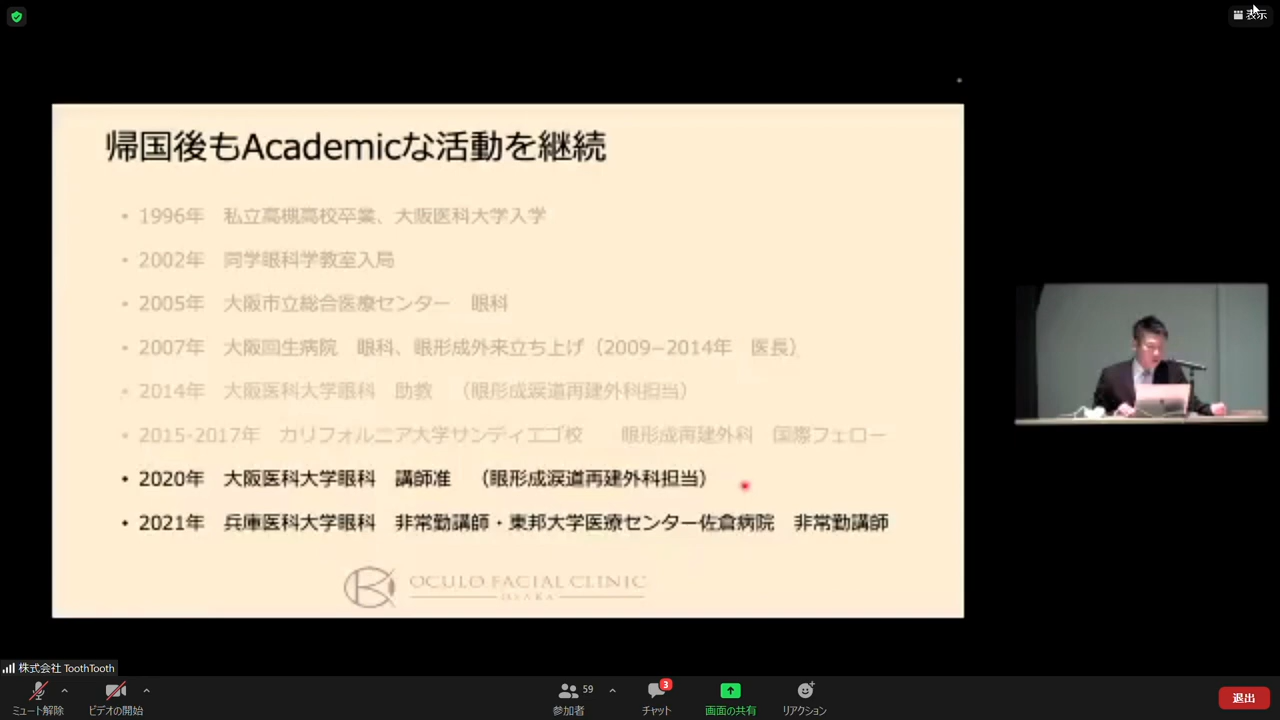 表示
帰国後もAcademicな活動を継続
• 1996年　私立高槻高校卒業、大阪医科大学入学
• 2002年　同学眼科学教室入局
• 2005年　大阪市立総合医療センター　眼科
• 2007年　大阪回生病院　眼科、眼形成外来立ち上げ（2009−2014年　医長）
• 2014年　大阪医科大学眼科　助教　（眼形成涙道再建外科担当）
• 2015-2017年　カリフォルニア大学サンディエゴ校　　眼形成再建外科　国際フェロー
• 2020年　大阪医科大学眼科　講師准　（眼形成涙道再建外科担当）
• 2021年　兵庫医科大学眼科　非常勤講師・東邦大学医療センター佐倉病院　非常勤講師
OCULO FACIAL CLINIC
OSAKA
株式会社 ToothTooth
ミュート解除
ビデオの開始
59
参加者
3
チャット
画面の共有
リアクション
退出